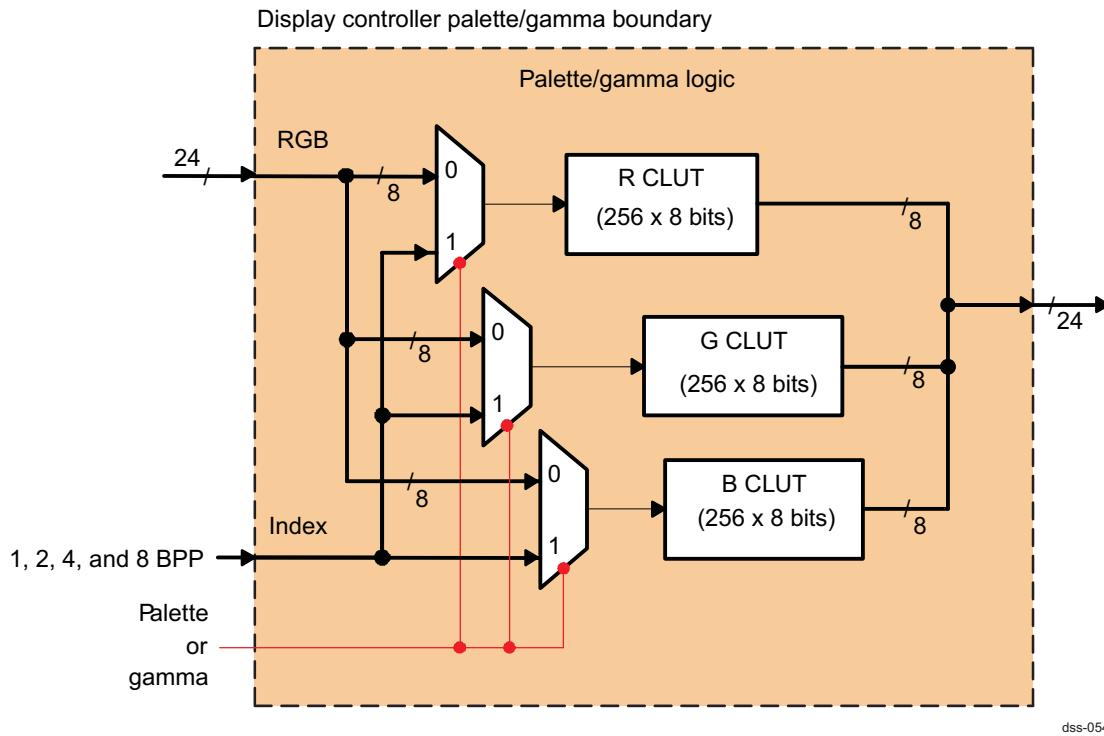 Display controller palette/gamma boundary
Palette/gamma logic
RGB
24
/
8
0
1
R CLUT
(256 x 8 bits)
/
8
/
8
0
1
G CLUT
(256 x 8 bits)
/
8
/
24
/
8
0
1
B CLUT
(256 x 8 bits)
/
8
Index
1, 2, 4, and 8 BPP
Palette
or
gamma
dss-054